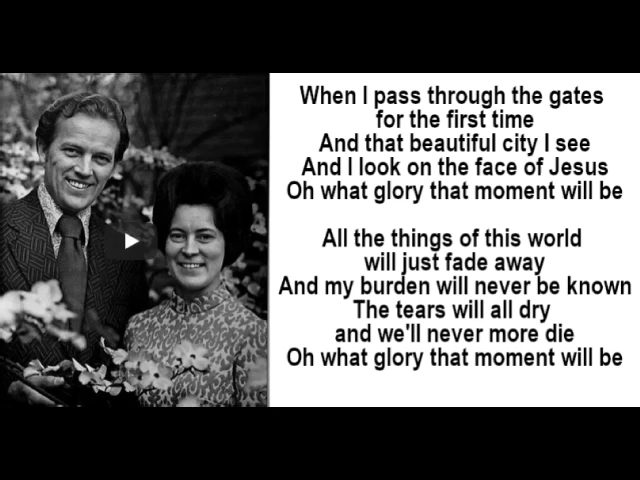 When I pass through the gates
for the first time
And that beautiful city I see
And I look on the face of Jesus
Oh what glory that moment will be
All the things of this world
will just fade away
And my burden will never be known
The tears will all dry
and we'll never more die
Oh what glory that moment will be